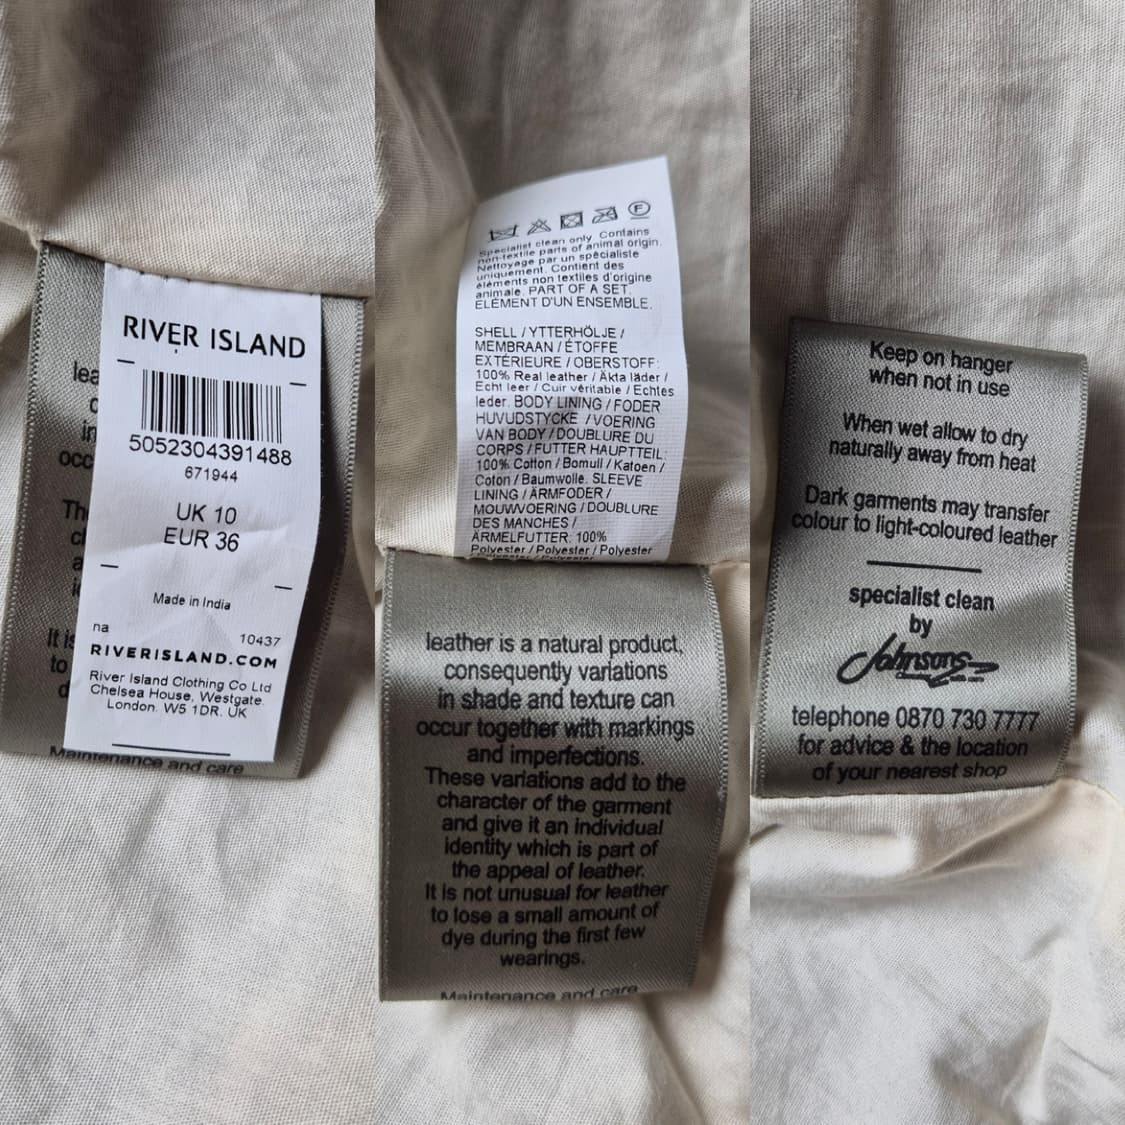 lea
c
in
occ
Th
cl
a
id
It is
to
d
RIVER ISLAND
5052304391488
671944
UK 10
EUR 36
Made in India
na
10437
RIVERISLAND.COM
River Island Clothing Co Ltd
Chelsea House, Westgate.
London. W5 1DR. UK
Maintenance and care
F
Specialist clean only. Contains
non-textile parts of animal origin.
Nettoyage par un spécialiste
uniquement. Contient des
éléments non textiles d'origine
animale. PART OF A SET.
ELÉMENT D'UN ENSEMBLE.
SHELL / YTTERHÖLJE /
MEMBRAAN / ÉTOFFE
EXTÉRIEURE / OBERSTOFF:
100% Real leather / Äkta läder /
Echt leer / Cuir véritable / Echtes
leder. BODY LINING / FODER
HUVUDSTYCKE / VOERING
VAN BODY / DOUBLURE DU
CORPS / FUTTER HAUPTTEIL:
100% Cotton / Bomull / Katoen /
Coton / Baumwolle. SLEEVE
LINING / ÄRMFODER /
MOUWVOERING / DOUBLURE
DES MANCHES /
ÄRMELFUTTER: 100%
Polyester / Polyester / Polyester
leather is a natural product,
consequently variations
in shade and texture can
occur together with markings
and imperfections.
These variations add to the
character of the garment
and give it an individual
identity which is part of
the appeal of leather.
It is not unusual for leather
to lose a small amount of
dye during the first few
wearings.
Maintenance and care
Keep on hanger
when not in use
When wet allow to dry
naturally away from heat
Dark garments may transfer
colour to light-coloured leather
specialist clean
by
Johnsons
telephone 0870 730 7777
for advice & the location
of your nearest shop